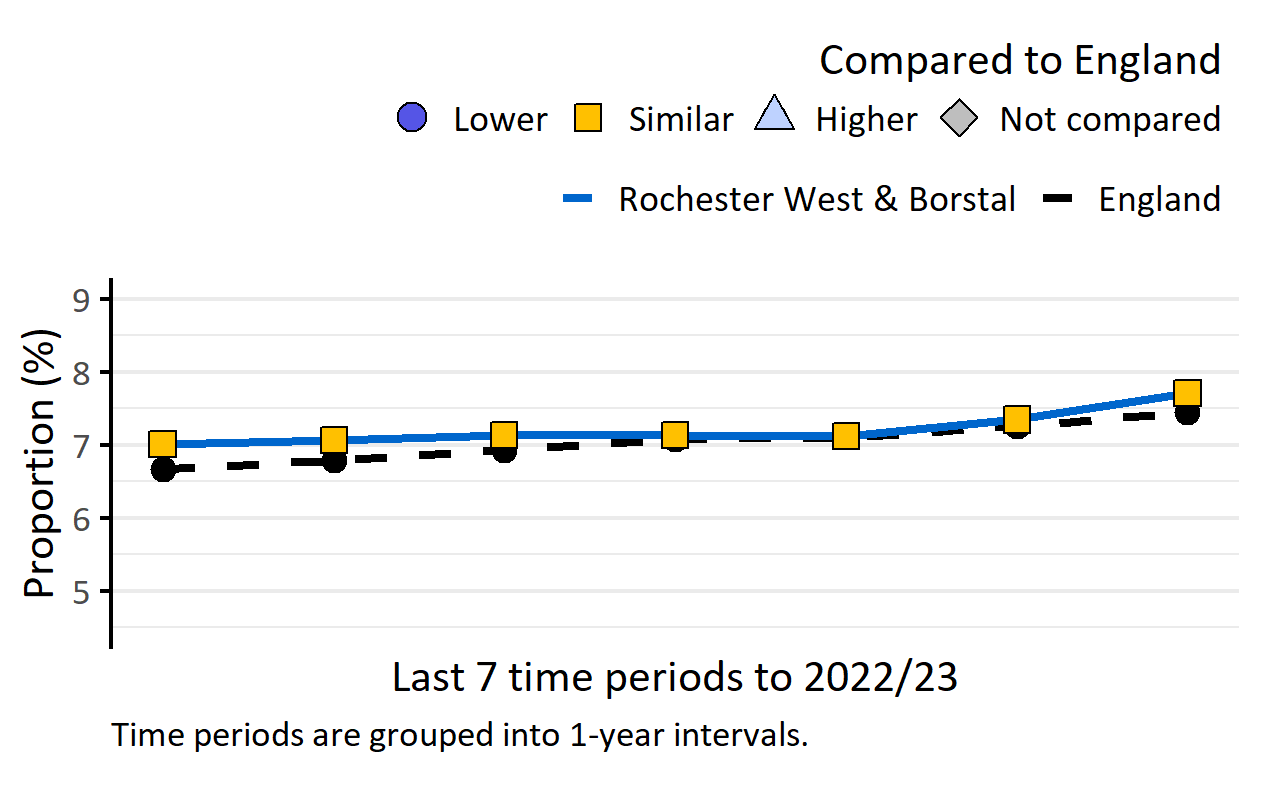 Compared to England
Lower Similar Higher Not compared
Rochester West & Borstal England
Proportion (%)
9
8
7
6
5
Last 7 time periods to 2022/23
Time periods are grouped into 1-year intervals.